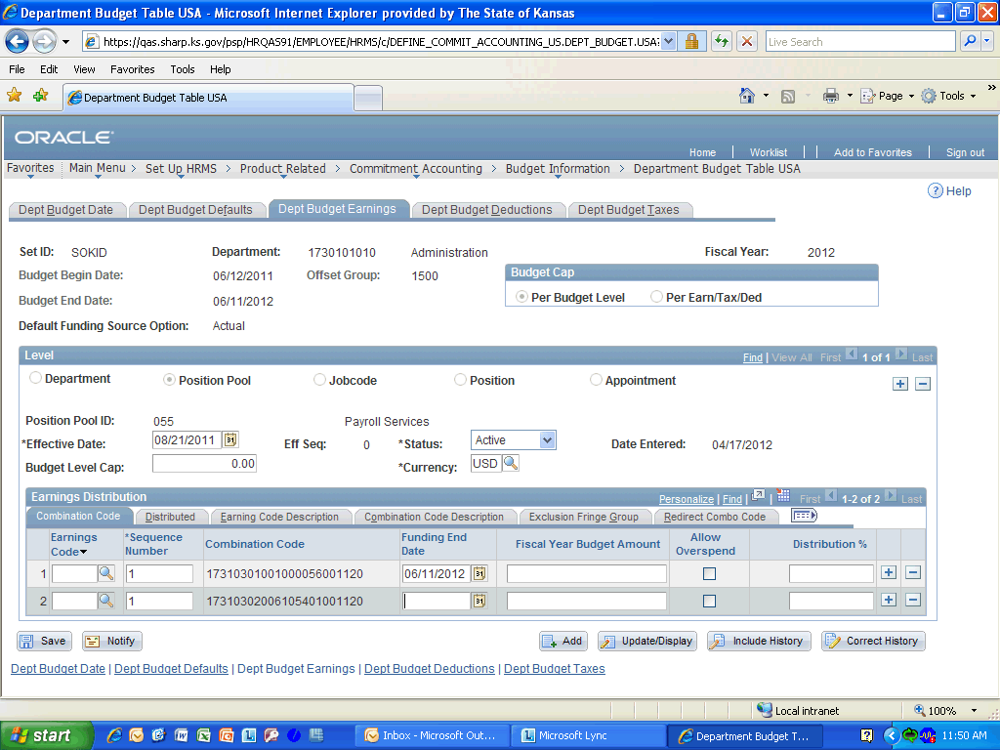 Department Budget Table USA - Microsoft Internet Explorer provided by The State of Kansas
https://qas.sharp.ks.gov/psp/HRQAS91/EMPLOYEE/HRMS/c/DEFINE_COMMIT_ACCOUNTING_US.DEPT_BUDGET.USA? Live Search
File Edit View Favorites Tools Help
Department Budget Table USA Page Tools »
ORACLE
Home Worklist Add to Favorites Sign out
Favorites Main Menu > Set Up HRMS > Product Related > Commitment Accounting > Budget Information > Department Budget Table USA
? Help
Dept Budget Date Dept Budget Defaults Dept Budget Earnings Dept Budget Deductions Dept Budget Taxes
Set ID: SOKID Department: 1730101010 Administration Fiscal Year: 2012
Budget Begin Date: 06/12/2011 Offset Group: 1500 Budget Cap
Budget End Date: 06/11/2012 Per Budget Level Per Earn/Tax/Ded
Default Funding Source Option: Actual
Level Find | View All First 1 of 1 Last
Department Position Pool Jobcode Position Appointment
Position Pool ID: 055 Payroll Services
*Effective Date: 08/21/2011 31 Eff Seq: 0 *Status: Active Date Entered: 04/17/2012
Budget Level Cap: 0.00 *Currency: USD
Earnings Distribution Personalize | Find | | First 1-2 of 2 Last
Combination Code Distributed Earning Code Description Combination Code Description Exclusion Fringe Group Redirect Combo Code
Earnings Code *Sequence Number Combination Code Funding End Date Fiscal Year Budget Amount Allow Overspend Distribution %
1 1 17310301001000056001120 06/11/2012 31
2 1 17310302006105401001120 31
Save Notify Add Update/Display Include History Correct History
Dept Budget Date | Dept Budget Defaults | Dept Budget Earnings | Dept Budget Deductions | Dept Budget Taxes
Local intranet 100%
start Inbox - Microsoft Out... Microsoft Lync Department Budget T... 11:50 AM